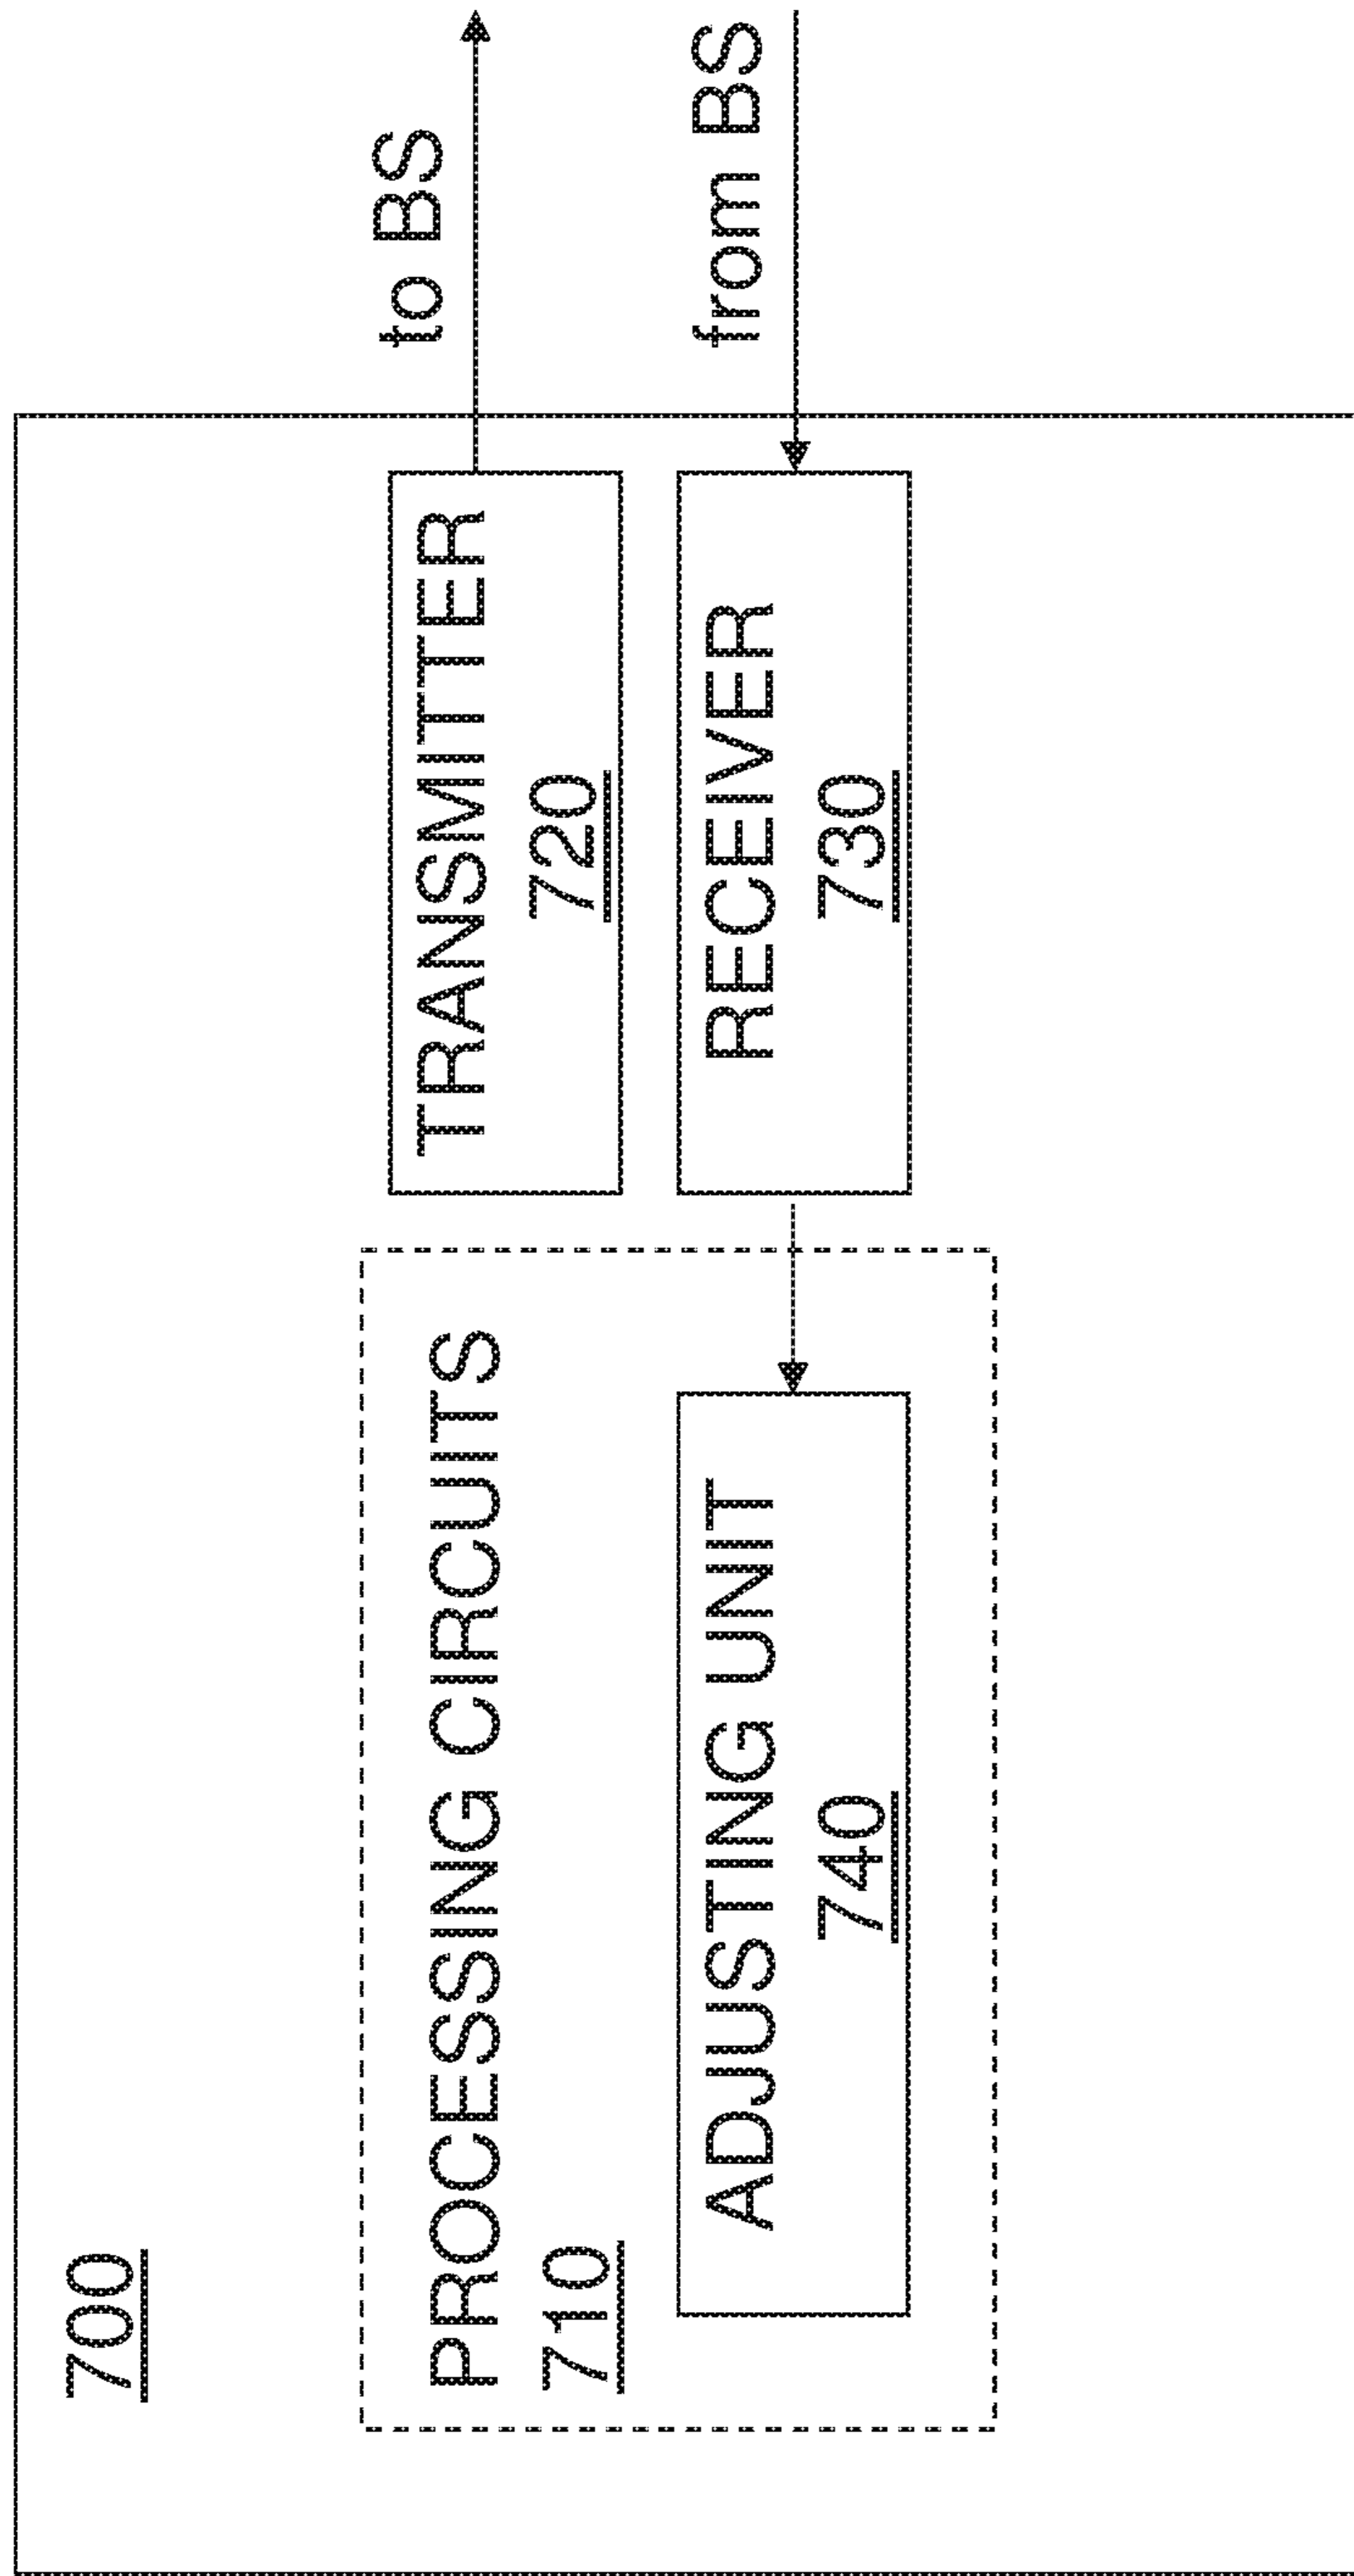 700
PROCESSING CIRCUITS
710
ADJUSTING UNIT
740
TRANSMITTER
720
RECEIVER
730
to BS
from BS